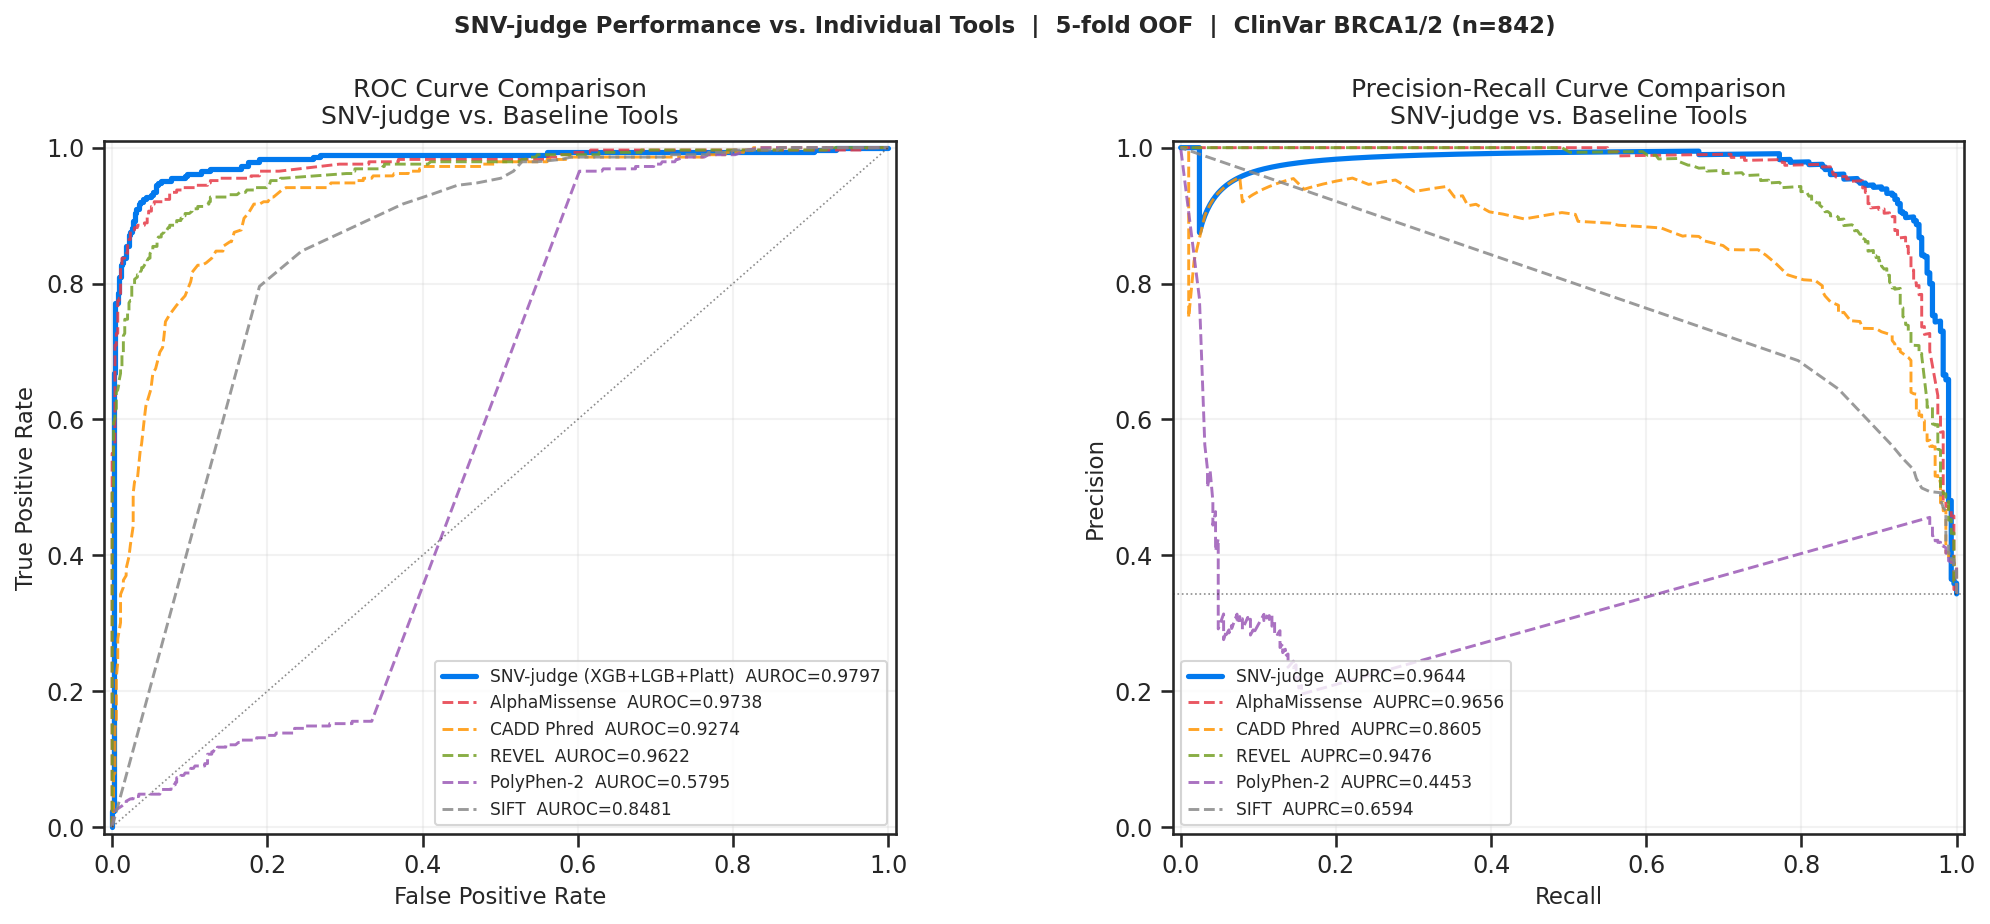 SNV-judge Performance vs. Individual Tools | 5-fold OOF | ClinVar BRCA1/2 (n=842)
ROC Curve Comparison
SNV-judge vs. Baseline Tools
True Positive Rate
1.0
0.8
0.6
0.4
0.2
0.0
0.0 0.2 0.4 0.6 0.8 1.0
False Positive Rate
SNV-judge (XGB+LGB+Platt) AUROC=0.9797
AlphaMissense AUROC=0.9738
CADD Phred AUROC=0.9274
REVEL AUROC=0.9622
PolyPhen-2 AUROC=0.5795
SIFT AUROC=0.8481
Precision-Recall Curve Comparison
SNV-judge vs. Baseline Tools
Precision
1.0
0.8
0.6
0.4
0.2
0.0
0.0 0.2 0.4 0.6 0.8 1.0
Recall
SNV-judge AUPRC=0.9644
AlphaMissense AUPRC=0.9656
CADD Phred AUPRC=0.8605
REVEL AUPRC=0.9476
PolyPhen-2 AUPRC=0.4453
SIFT AUPRC=0.6594